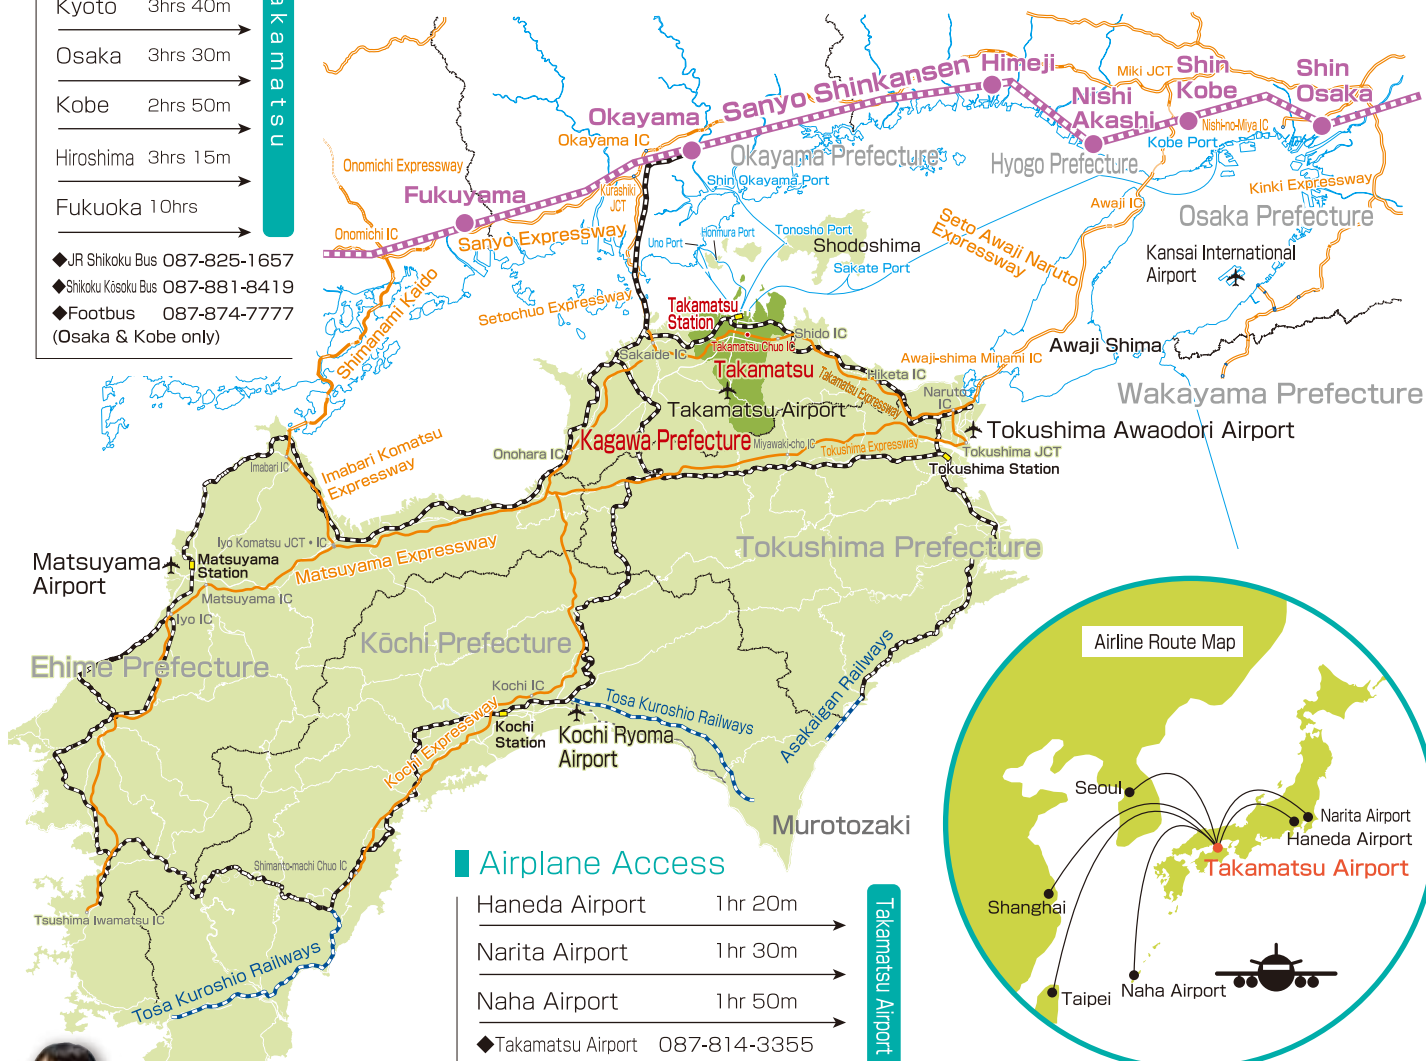 Kyoto 3hrs 40m
Osaka 3hrs 30m
Kobe 2hrs 50m
Hiroshima 3hrs 15m
Fukuoka 10hrs
akamatsu
◆JR Shikoku Bus 087-825-1657
◆Shikoku Kōsoku Bus 087-881-8419
◆Footbus 087-874-7777
(Osaka & Kobe only)
Sanyo Shinkansen
Himeji
Miki JCT
Shin
Kobe
Shin
Osaka
Nishi
Akashi
Nishi-no-Miya IC
Kobe Port
Okayama
Okayama IC
Okayama Prefecture
Hyogo Prefecture
Kinki Expressway
Osaka Prefecture
Onomichi Expressway
Fukuyama
Kurashiki
JCT
Shin Okayama Port
Awaji IC
Onomichi IC
Sanyo Expressway
Uno Port
Honmura Port
Tonosho Port
Shodoshima
Sakate Port
Seto Awaji Naruto
Expressway
Kansai International
Airport
Shimanami Kaido
Setochuo Expressway
Takamatsu
Station
Shido IC
Takamatsu Chuo IC
Sakaide IC
Takamatsu
Takamatsu Expressway
Hiketa IC
Awaji-shima Minami IC
Awaji Shima
Naruto
IC
Wakayama Prefecture
Takamatsu Airport
Kagawa Prefecture
Miyawaki-cho IC
Tokushima Expressway
Tokushima Awaodori Airport
Tokushima JCT
Tokushima Station
Onohara IC
Imabari IC
Imabari Komatsu
Expressway
Iyo Komatsu JCT・IC
Matsuyama Expressway
Tokushima Prefecture
Matsuyama
Airport
Matsuyama
Station
Matsuyama IC
Iyo IC
Kōchi Prefecture
Ehime Prefecture
Kochi IC
Kochi Expressway
Kochi
Station
Kochi Ryoma
Airport
Tosa Kuroshio Railways
Asakaigan Railways
Murotozaki
Shimanto-machi Chuo IC
Tsushima Iwamatsu IC
Tosa Kuroshio Railways
Airplane Access
Haneda Airport 1hr 20m
Narita Airport 1hr 30m
Naha Airport 1hr 50m
Takamatsu Airport
◆Takamatsu Airport 087-814-3355
Airline Route Map
Seoul
Narita Airport
Haneda Airport
Takamatsu Airport
Shanghai
Taipei
Naha Airport